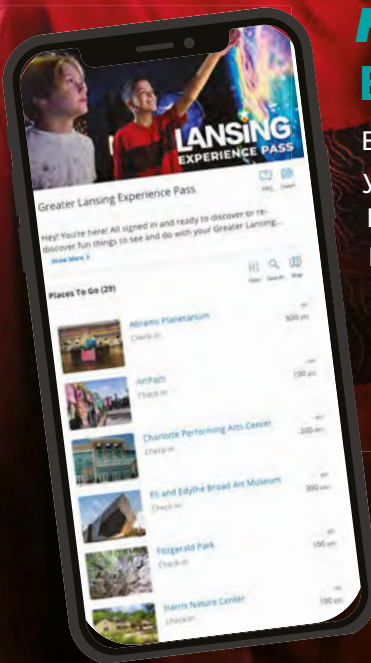 LANSING
EXPERIENCE PASS
Greater Lansing Experience Pass
Hey! You're here! All signed in and ready to discover or re-
discover fun things to see and do with your Greater Lansing...
Show More >
Places To Go (29)
Filter Search Map
Abrams Planetarium
Check-in
500 pts
ArtPath
Check-in
100 pts
Charlotte Performing Arts Center
Check-in
200 pts
Eli and Edythe Broad Art Museum
Check-in
300 pts
Fitzgerald Park
Check-in
100 pts
Harris Nature Center
Check-in
100 pts